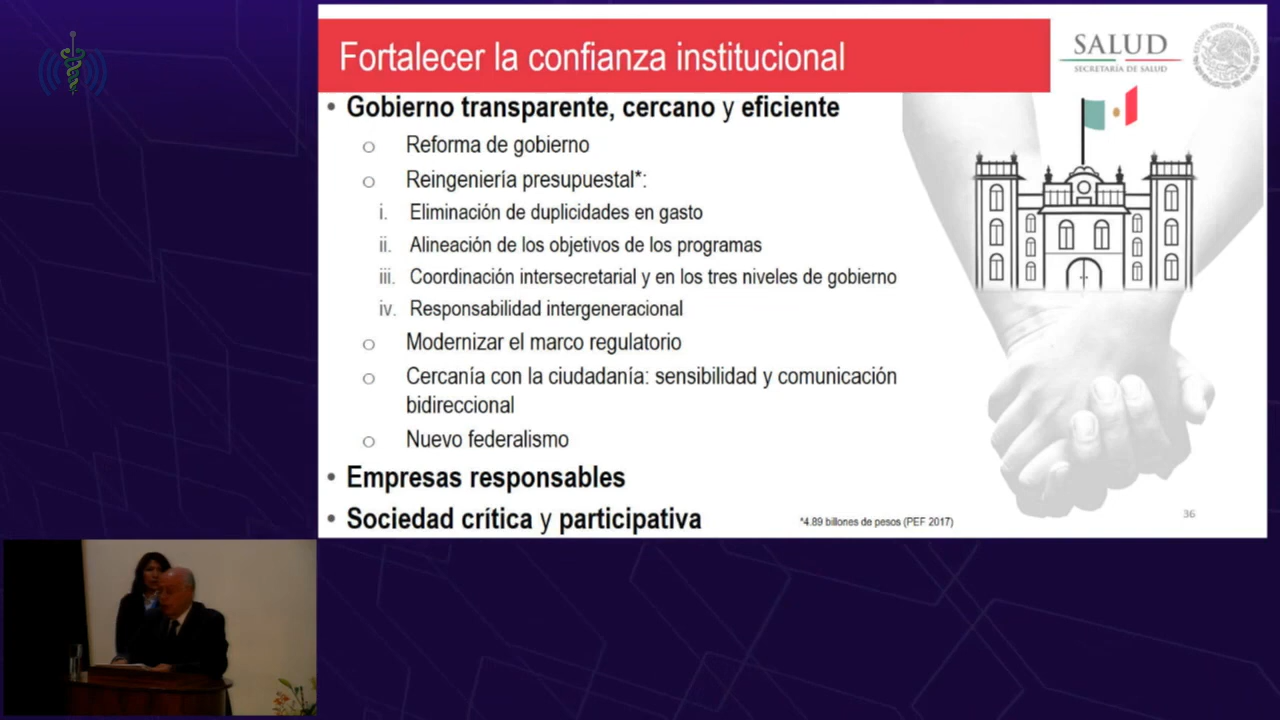 Fortalecer la confianza institucional
SALUD
SECRETARÍA DE SALUD
• Gobierno transparente, cercano y eficiente
o Reforma de gobierno
o Reingeniería presupuestal*:
i. Eliminación de duplicidades en gasto
ii. Alineación de los objetivos de los programas
iii. Coordinación intersecretarial y en los tres niveles de gobierno
iv. Responsabilidad intergeneracional
o Modernizar el marco regulatorio
o Cercanía con la ciudadanía: sensibilidad y comunicación
bidireccional
o Nuevo federalismo
• Empresas responsables
• Sociedad crítica y participativa
*4.89 billones de pesos (PEF 2017)
36